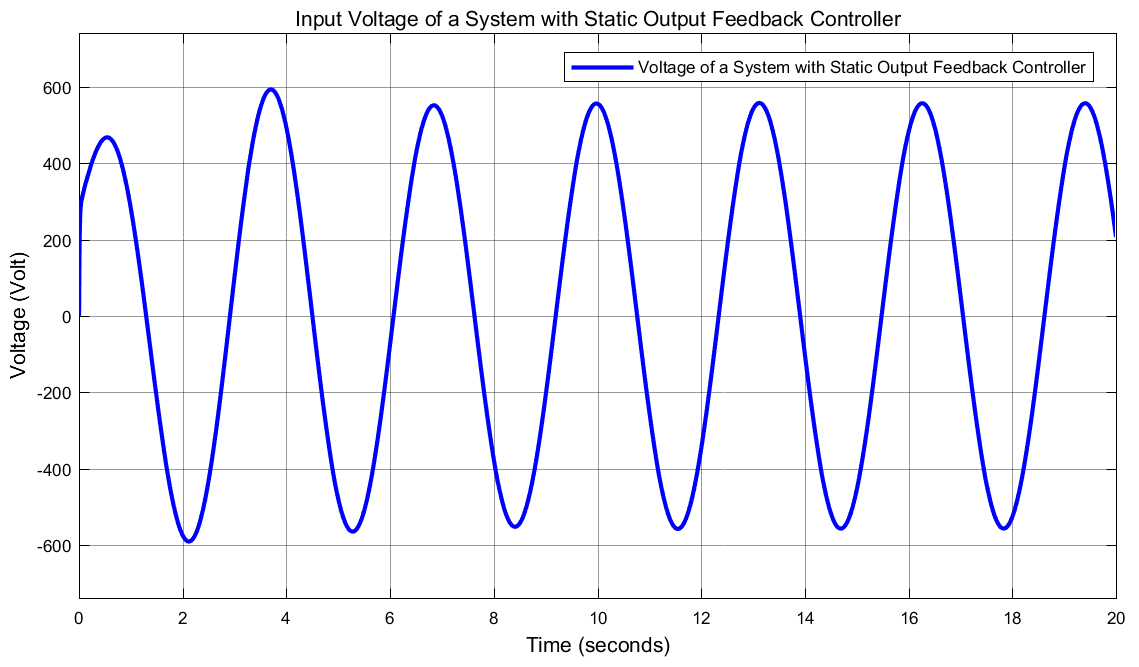 Input Voltage of a System with Static Output Feedback Controller
Voltage of a System with Static Output Feedback Controller
Voltage (Volt)
600
400
200
0
-200
-400
-600
0 2 4 6 8 10 12 14 16 18 20
Time (seconds)